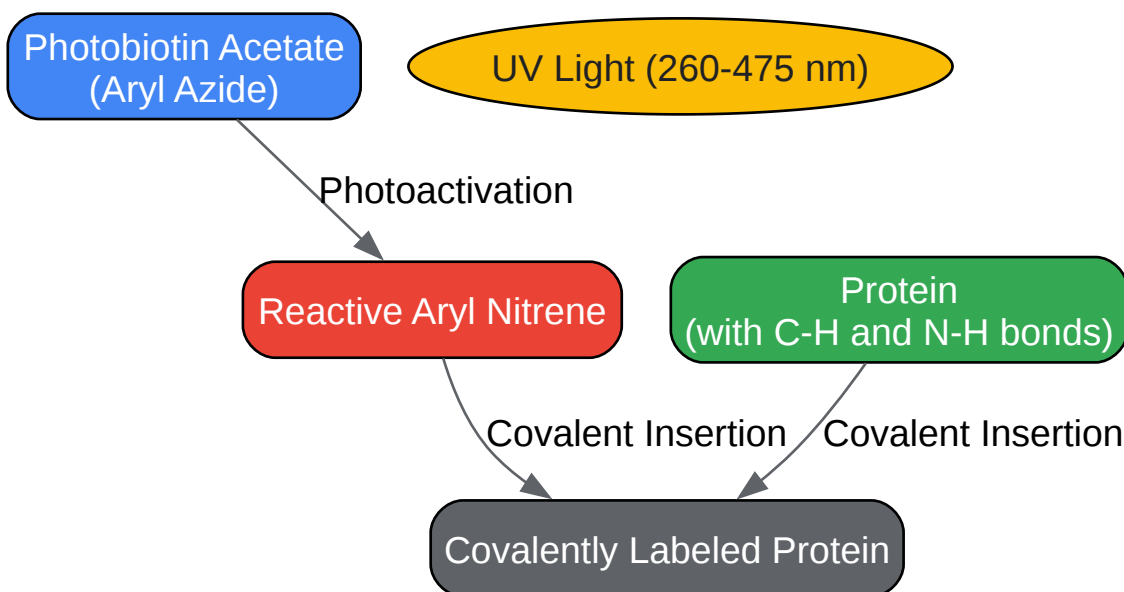 Photobiotin Acetate
(Aryl Azide)
UV Light (260-475 nm)
Photoactivation
Reactive Aryl Nitrene
Protein
(with C-H and N-H bonds)
Covalent Insertion
Covalent Insertion
Covalently Labeled Protein